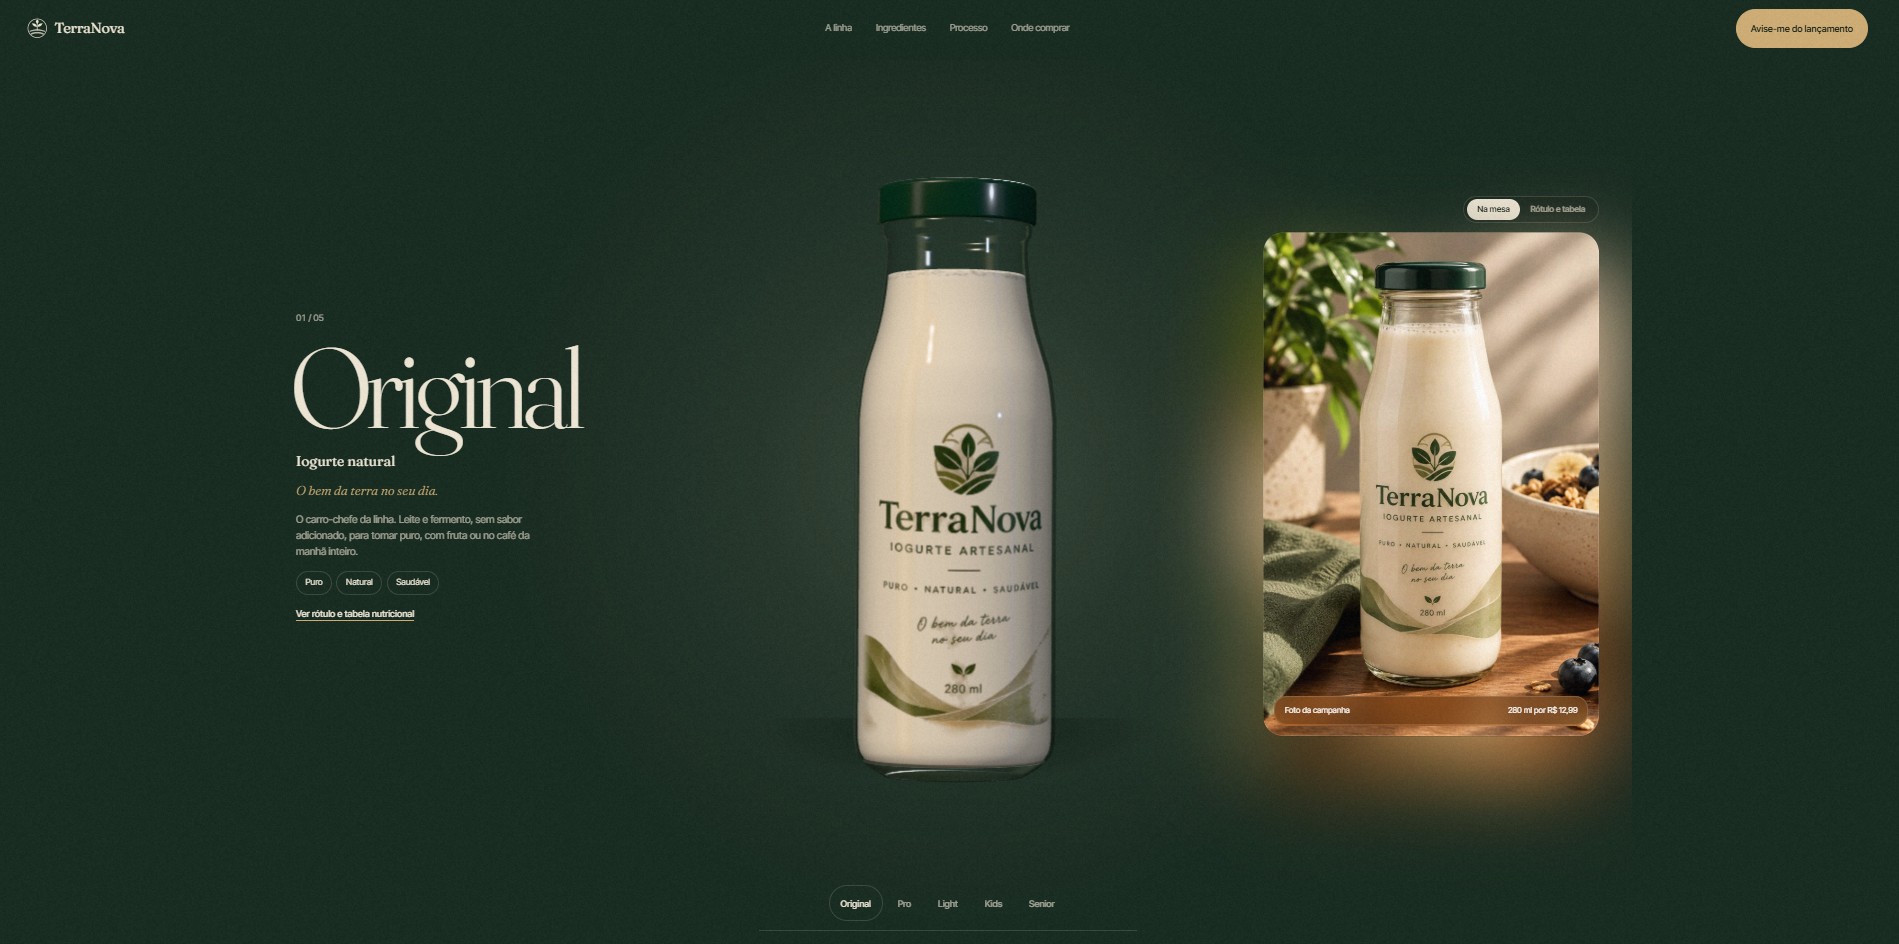 TerraNova
A linha
Ingredientes
Processo
Onde comprar
Avise-me do lançamento
01 / 05
Original
Iogurte natural
O bem da terra no seu dia.
O carro-chefe da linha. Leite e fermento, sem sabor
adicionado, para tomar puro, com fruta ou no café da
manhã inteiro.
Puro
Natural
Saudável
Ver rótulo e tabela nutricional
TerraNova
IOGURTE ARTESANAL
PURO • NATURAL • SAUDÁVEL
O bem da terra
no seu dia
280 ml
Na mesa
Rótulo e tabela
TerraNova
IOGURTE ARTESANAL
PURO • NATURAL • SAUDÁVEL
O bem da terra
no seu dia
280 ml
Foto da campanha
280 ml por R$ 12,99
Original
Pro
Light
Kids
Senior